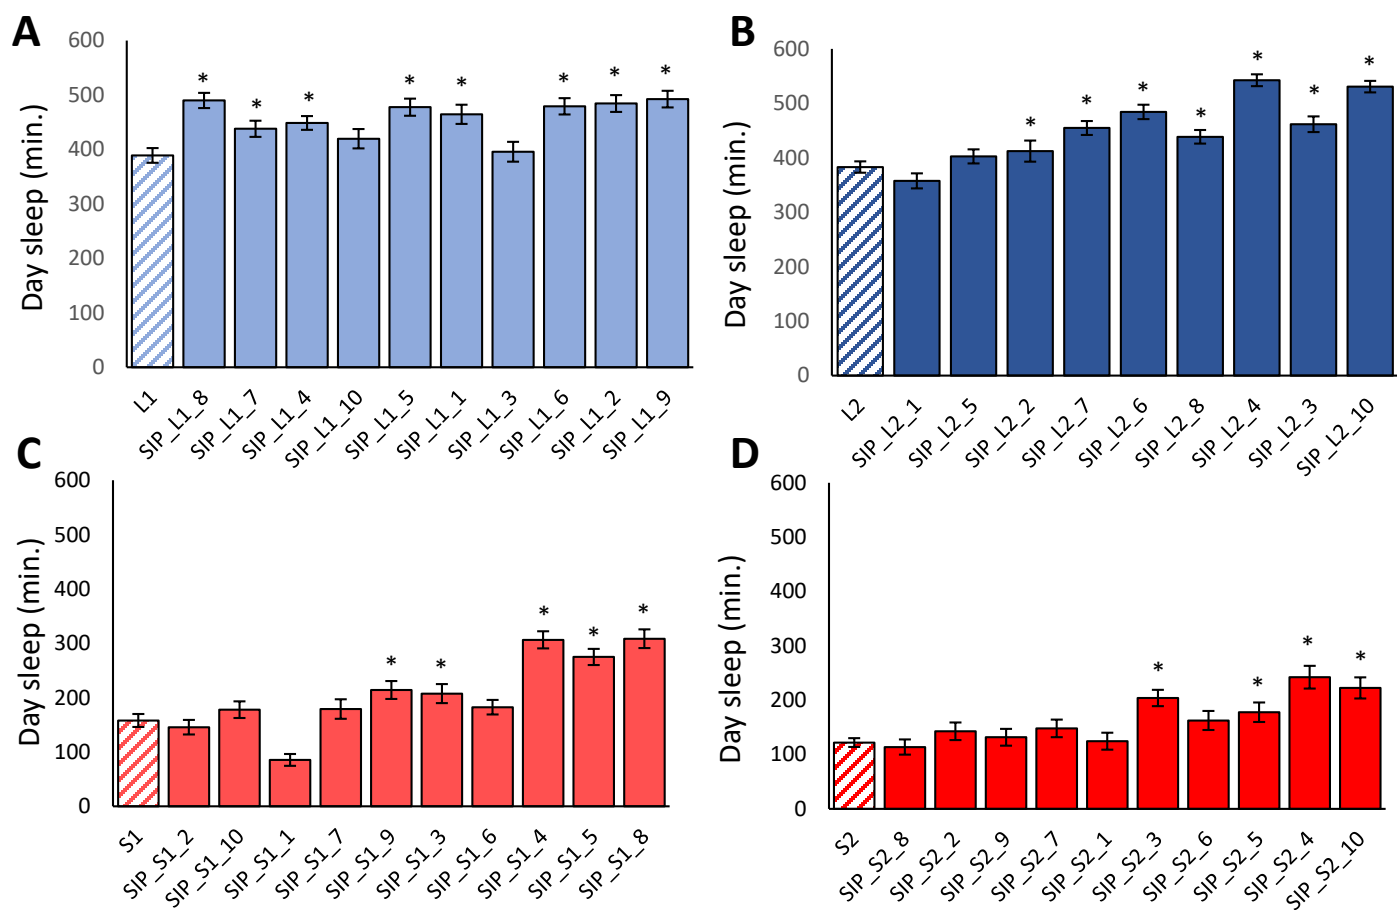 A
Day sleep (min.)
600
500
400
300
200
100
0
* * * * * * * *
L1 SIP_L1_8 SIP_L1_7 SIP_L1_4 SIP_L1_10 SIP_L1_5 SIP_L1_1 SIP_L1_3 SIP_L1_6 SIP_L1_2 SIP_L1_9
B
Day sleep (min.)
600
500
400
300
200
100
0
* * * * * * *
L2 SIP_L2_1 SIP_L2_5 SIP_L2_2 SIP_L2_7 SIP_L2_6 SIP_L2_8 SIP_L2_4 SIP_L2_3 SIP_L2_10
C
Day sleep (min.)
600
500
400
300
200
100
0
* * * * *
S1 SIP_S1_2 SIP_S1_10 SIP_S1_1 SIP_S1_7 SIP_S1_9 SIP_S1_3 SIP_S1_6 SIP_S1_4 SIP_S1_5 SIP_S1_8
D
Day sleep (min.)
600
500
400
300
200
100
0
* * * *
S2 SIP_S2_8 SIP_S2_2 SIP_S2_9 SIP_S2_7 SIP_S2_1 SIP_S2_3 SIP_S2_6 SIP_S2_5 SIP_S2_4 SIP_S2_10